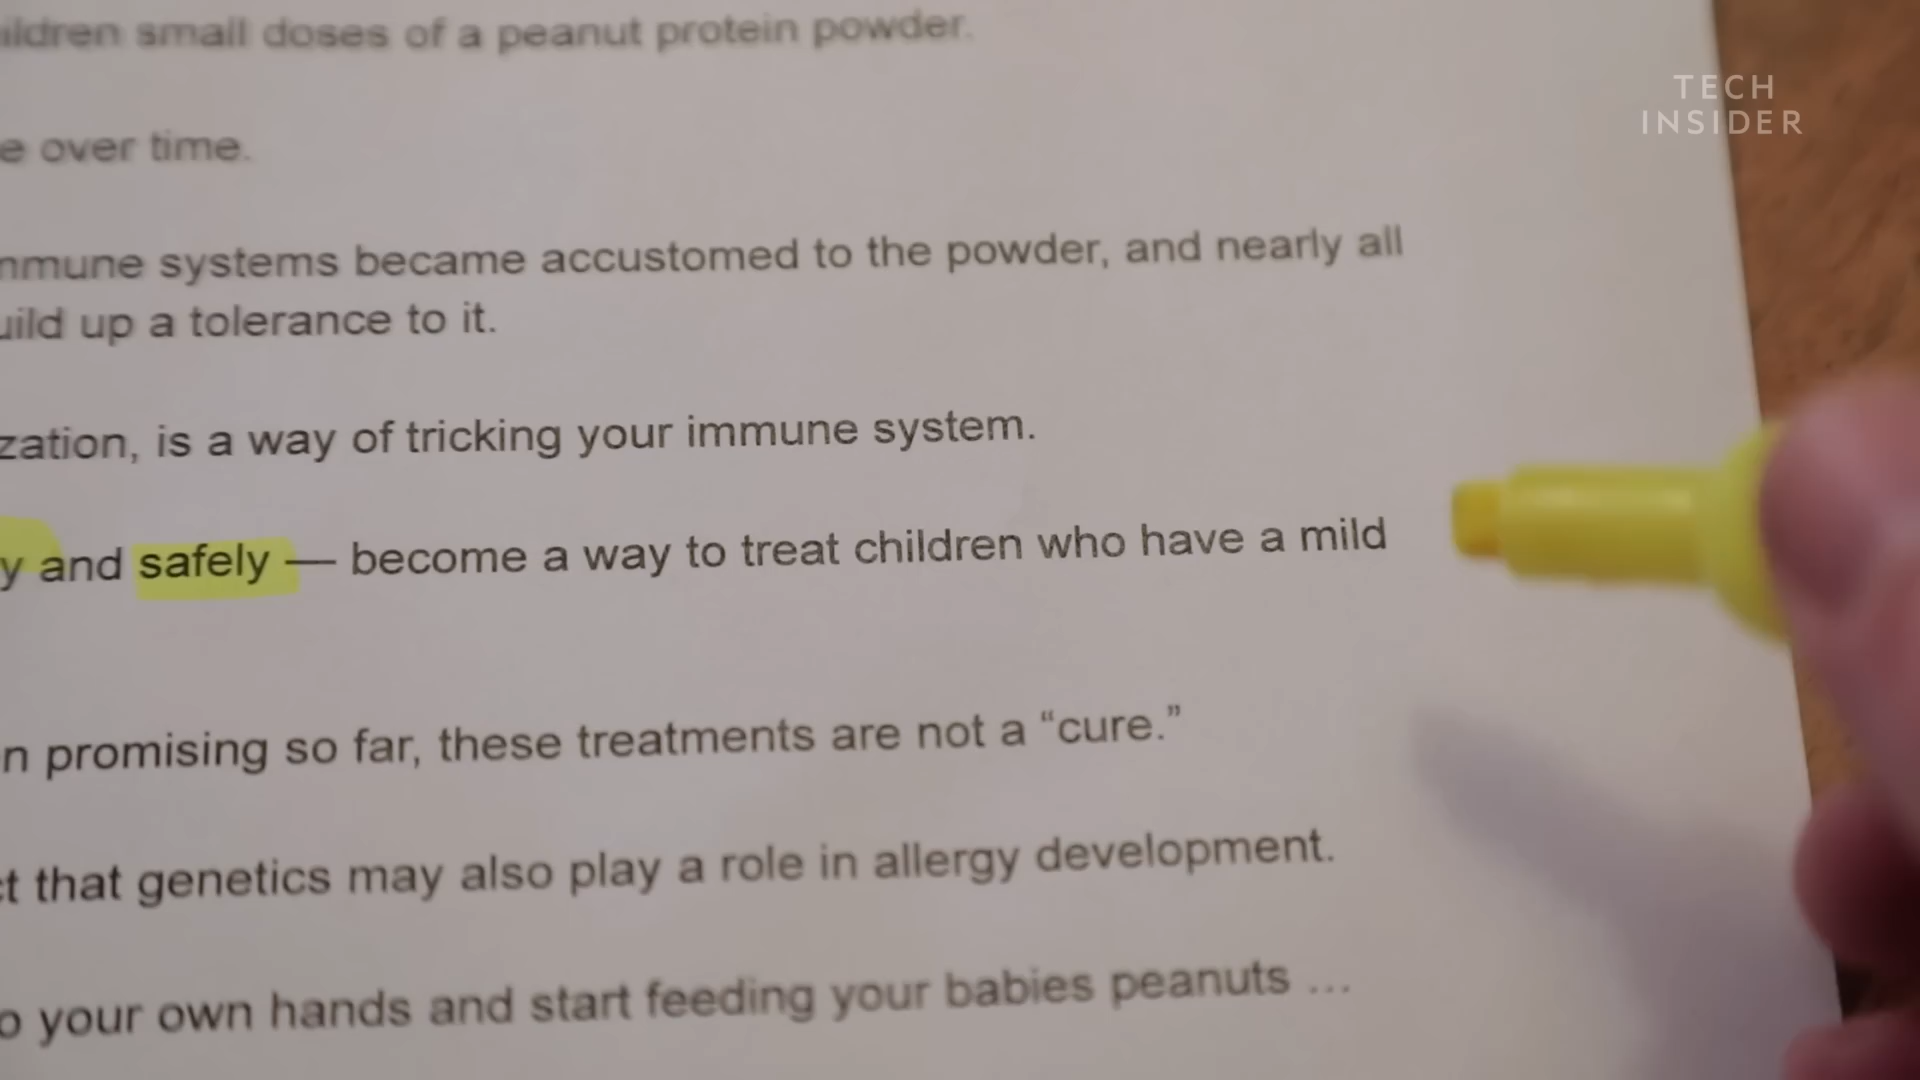 ildren small doses of a peanut protein powder.
TECH
INSIDER
e over time.
mmune systems became accustomed to the powder, and nearly all
uild up a tolerance to it.
zation, is a way of tricking your immune system.
y and safely — become a way to treat children who have a mild
n promising so far, these treatments are not a “cure.”
ct that genetics may also play a role in allergy development.
o your own hands and start feeding your babies peanuts ...